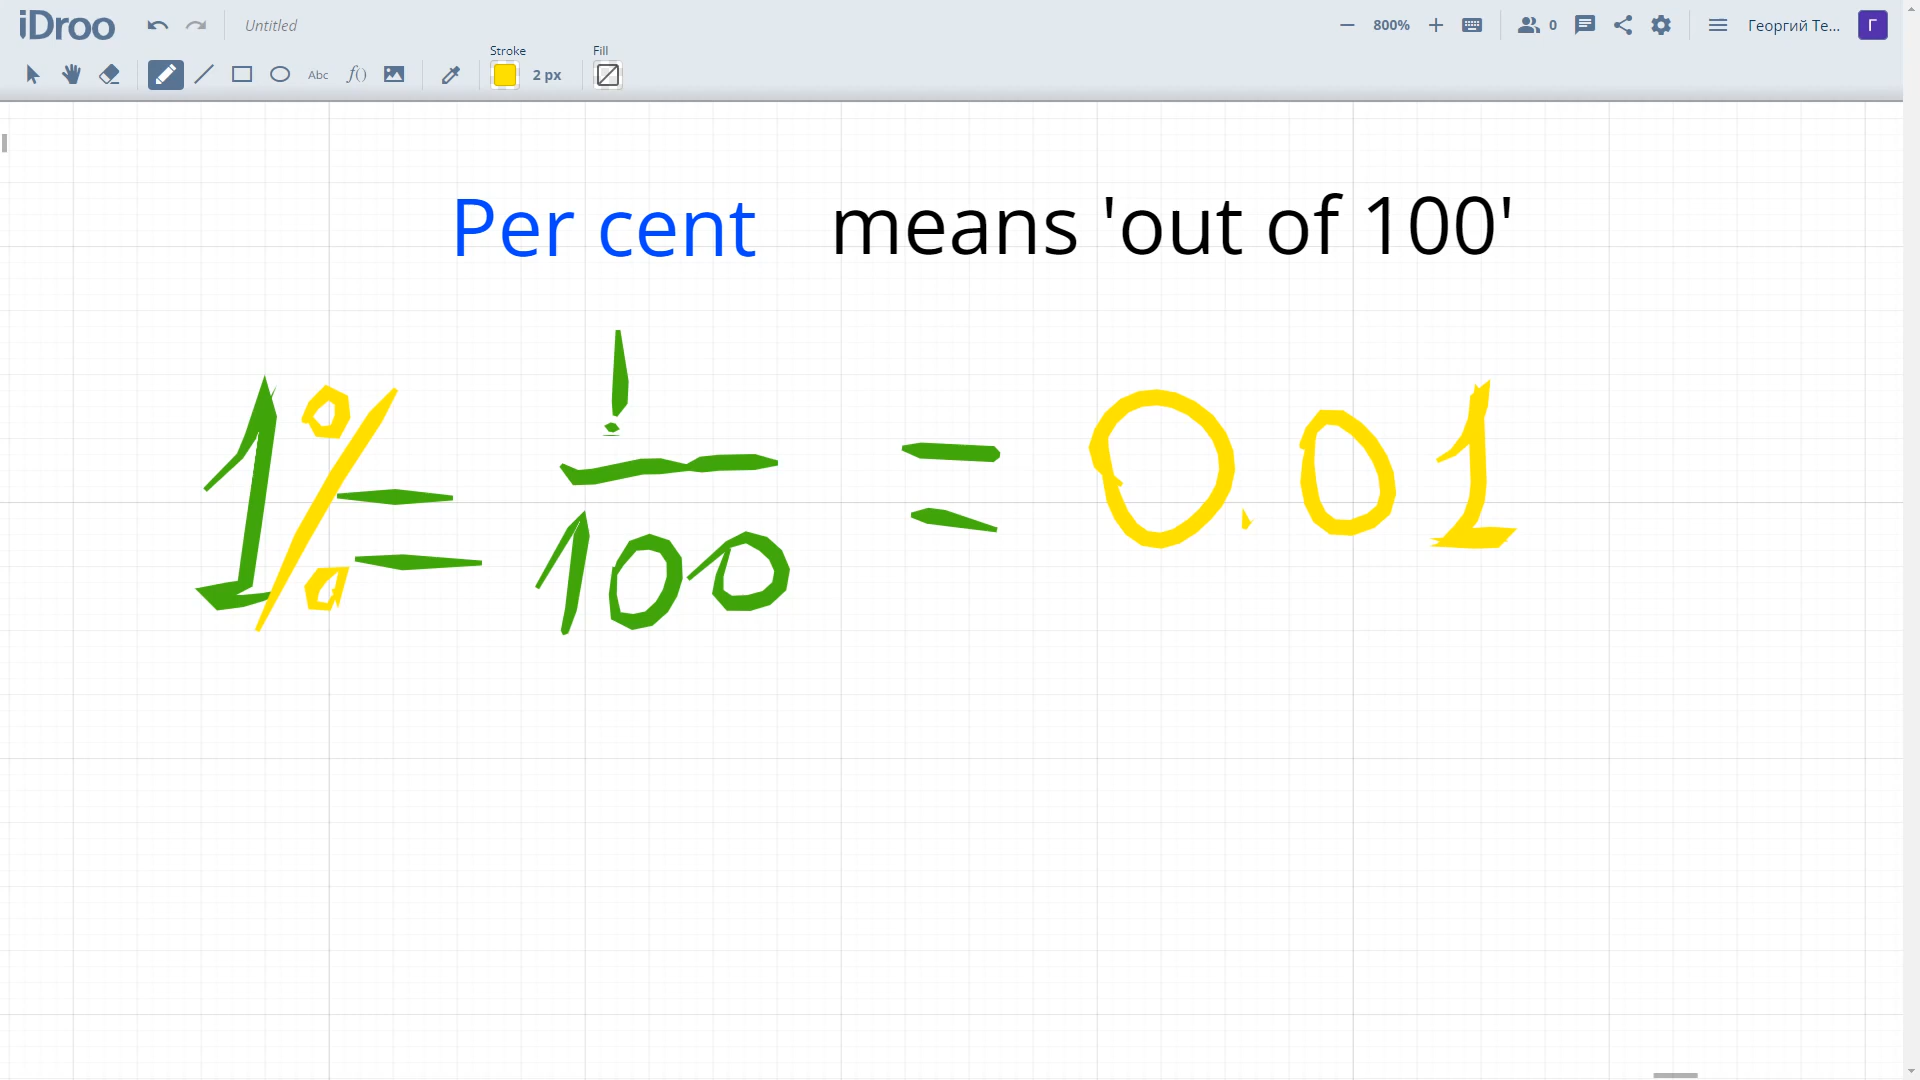 iDroo Untitled 800% 0 Георгий Те... Г
Stroke Fill
Abc f() 2 px
Per cent means 'out of 100'
1% = 1/100 = 0.01